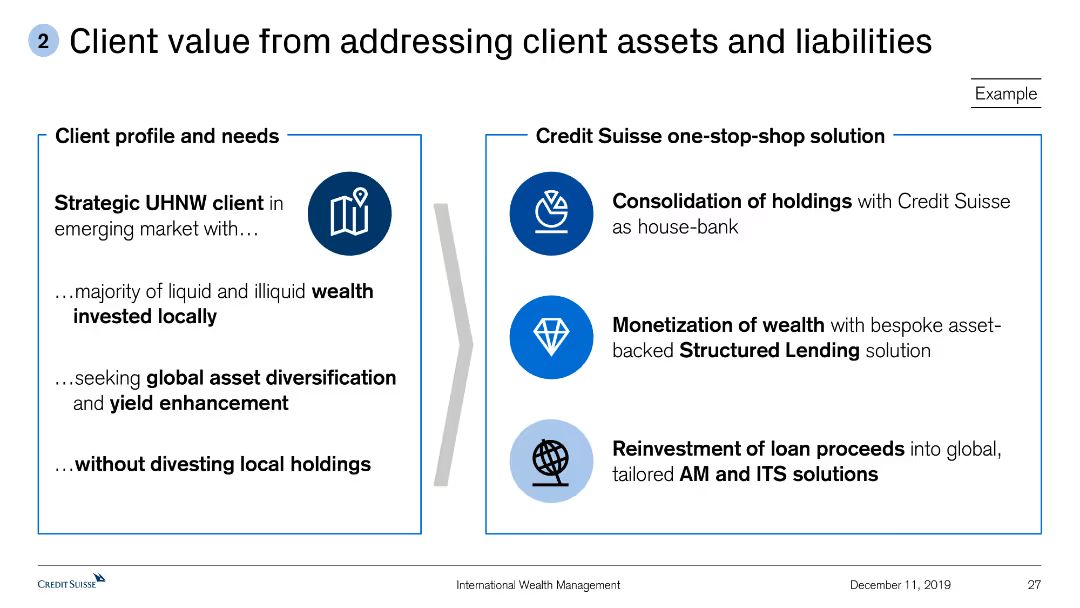 2 Client value from addressing client assets and liabilities
Example
Client profile and needs
Strategic UHNW client in
emerging market with…
…majority of liquid and illiquid wealth
invested locally
…seeking global asset diversification
and yield enhancement
…without divesting local holdings
Credit Suisse one-stop-shop solution
Consolidation of holdings with Credit Suisse
as house-bank
Monetization of wealth with bespoke asset-
backed Structured Lending solution
Reinvestment of loan proceeds into global,
tailored AM and ITS solutions
CREDIT SUISSE
International Wealth Management
December 11, 2019
27